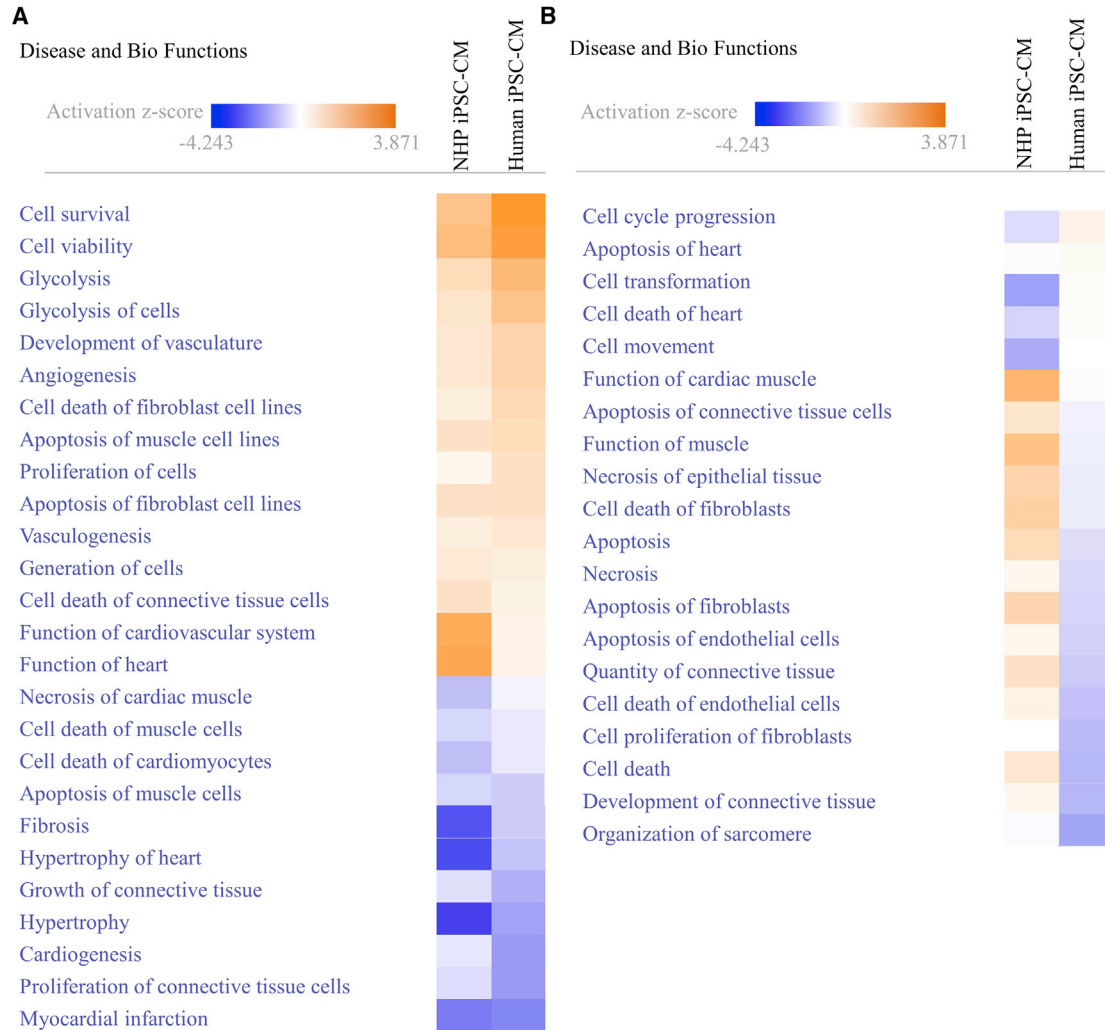 A
Disease and Bio Functions
Activation z-score
-4.243
3.871
NHP iPSC-CM
Human iPSC-CM
Cell survival
Cell viability
Glycolysis
Glycolysis of cells
Development of vasculature
Angiogenesis
Cell death of fibroblast cell lines
Apoptosis of muscle cell lines
Proliferation of cells
Apoptosis of fibroblast cell lines
Vasculogenesis
Generation of cells
Cell death of connective tissue cells
Function of cardiovascular system
Function of heart
Necrosis of cardiac muscle
Cell death of muscle cells
Cell death of cardiomyocytes
Apoptosis of muscle cells
Fibrosis
Hypertrophy of heart
Growth of connective tissue
Hypertrophy
Cardiogenesis
Proliferation of connective tissue cells
Myocardial infarction
B
Disease and Bio Functions
Activation z-score
-4.243
3.871
NHP iPSC-CM
Human iPSC-CM
Cell cycle progression
Apoptosis of heart
Cell transformation
Cell death of heart
Cell movement
Function of cardiac muscle
Apoptosis of connective tissue cells
Function of muscle
Necrosis of epithelial tissue
Cell death of fibroblasts
Apoptosis
Necrosis
Apoptosis of fibroblasts
Apoptosis of endothelial cells
Quantity of connective tissue
Cell death of endothelial cells
Cell proliferation of fibroblasts
Cell death
Development of connective tissue
Organization of sarcomere